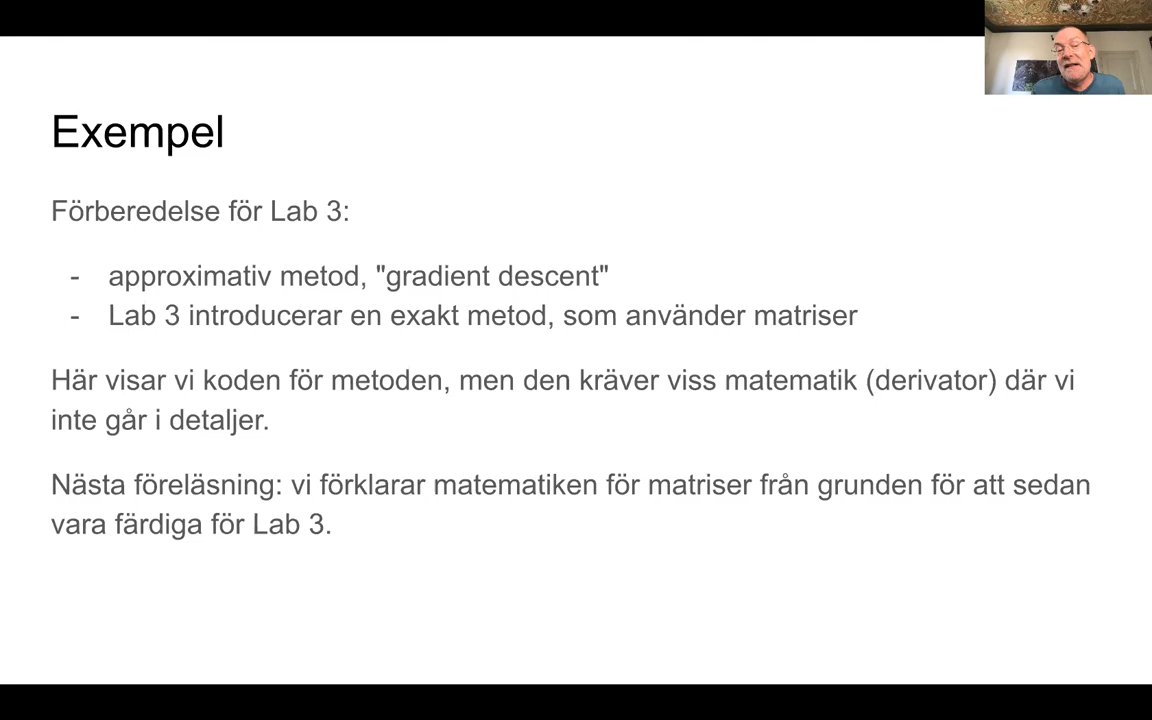 Exempel
Förberedelse för Lab 3:
- approximativ metod, "gradient descent"
- Lab 3 introducerar en exakt metod, som använder matriser
Här visar vi koden för metoden, men den kräver viss matematik (derivator) där vi
inte går i detaljer.
Nästa föreläsning: vi förklarar matematiken för matriser från grunden för att sedan
vara färdiga för Lab 3.